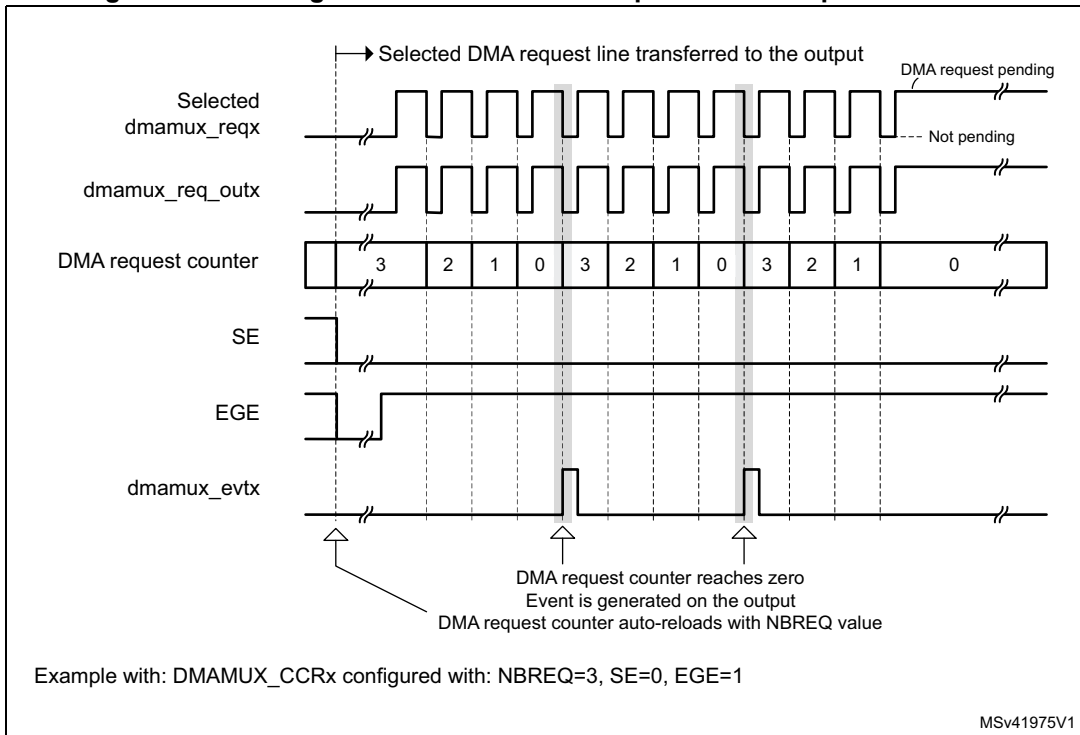 Selected DMA request line transferred to the output
DMA request pending
Selected
dmamux_reqx
Not pending
dmamux_req_outx
DMA request counter
3 2 1 0 3 2 1 0 3 2 1 0
SE
EGE
dmamux_evtx
DMA request counter reaches zero
Event is generated on the output
DMA request counter auto-reloads with NBREQ value
Example with: DMAMUX_CCRx configured with: NBREQ=3, SE=0, EGE=1
MSv41975V1